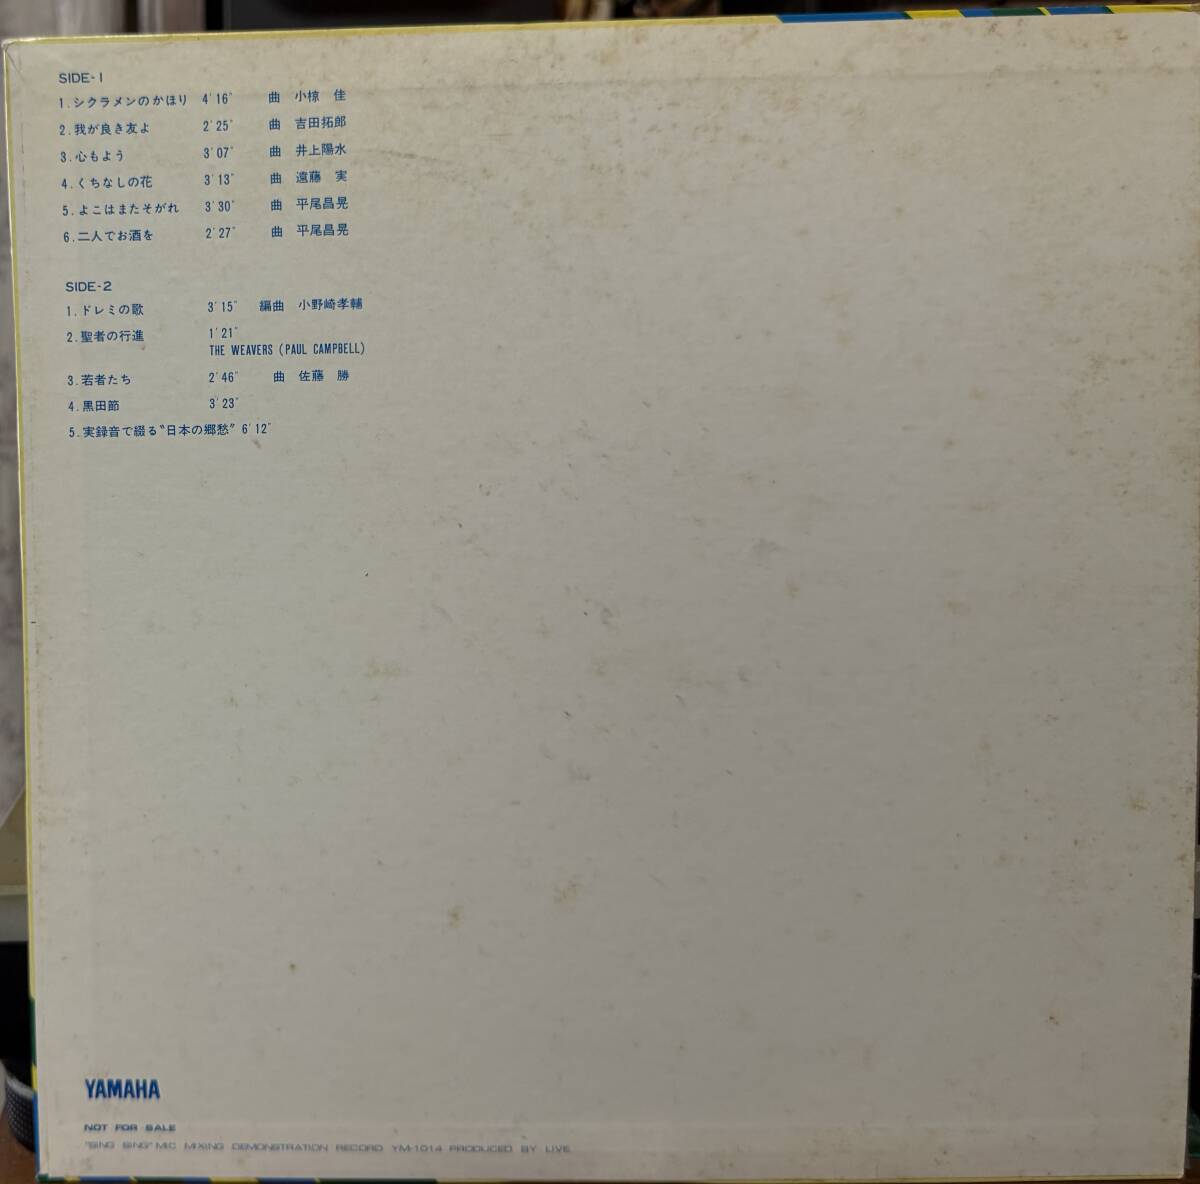 SIDE-1
1.シクラメンのかほり 4′16″ 曲 小椋 佳
2.我が良き友よ 2′25″ 曲 吉田拓郎
3.心もよう 3′07″ 曲 井上陽水
4.くちなしの花 3′13″ 曲 遠藤 実
5.よこはまたそがれ 3′30″ 曲 平尾昌晃
6.二人でお酒を 2′27″ 曲 平尾昌晃
SIDE-2
1.ドレミの歌 3′15″ 編曲 小野崎孝輔
2.聖者の行進 1′21″
THE WEAVERS (PAUL CAMPBELL)
3.若者たち 2′46″ 曲 佐藤 勝
4.黒田節 3′23″
5.実録音で綴る“日本の郷愁” 6′12″
YAMAHA
NOT FOR SALE
"SING SING" MIC MIXING DEMONSTRATION RECORD YM-1014 PRODUCED BY LIVE